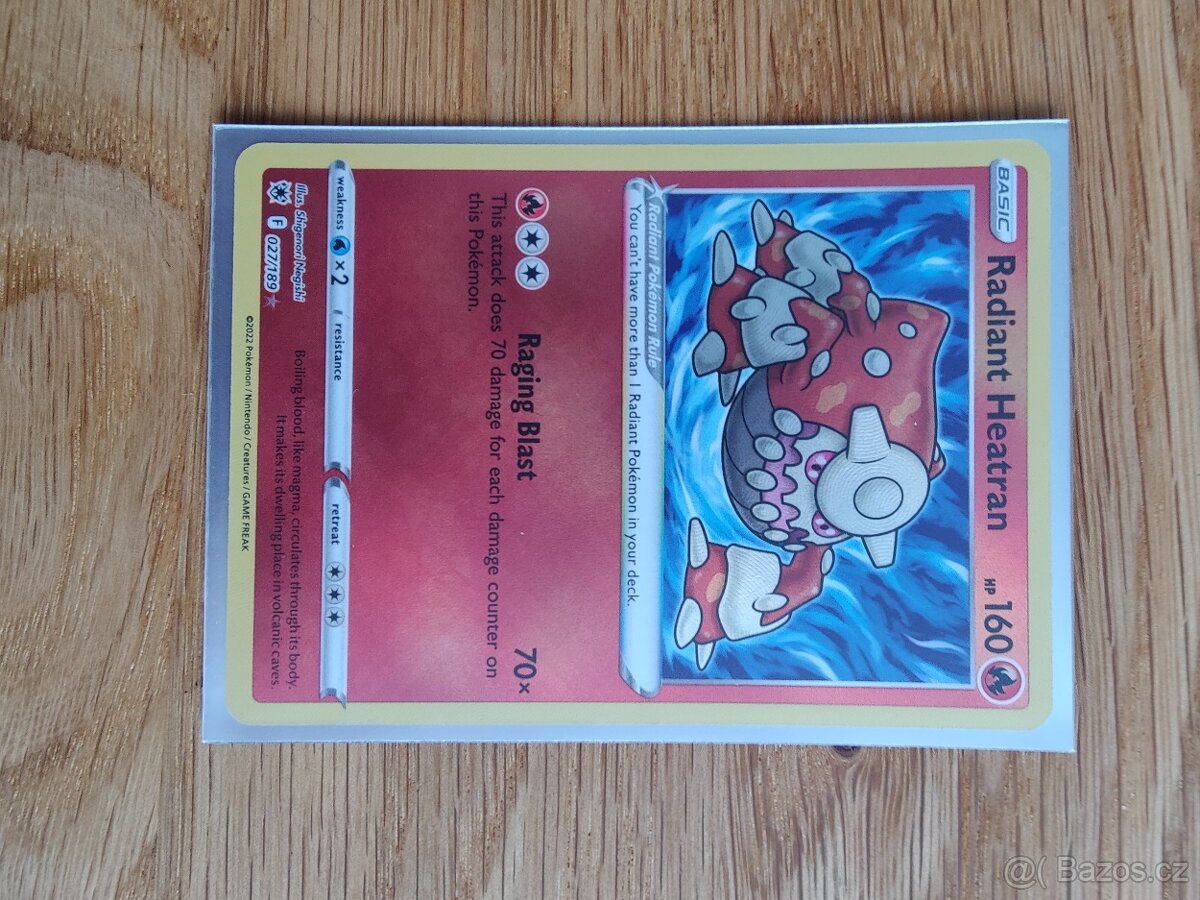 BASIC
Radiant Heatran
HP 160
Radiant Pokémon Rule
You can't have more than 1 Radiant Pokémon in your deck.
Raging Blast 70×
This attack does 70 damage for each damage counter on
this Pokémon.
weakness ×2 resistance retreat
Illus. Shigenori Negishi
F 027/189
Boiling blood, like magma, circulates through its body.
It makes its dwelling place in volcanic caves.
©2022 Pokémon / Nintendo / Creatures / GAME FREAK
@( Bazos.cz